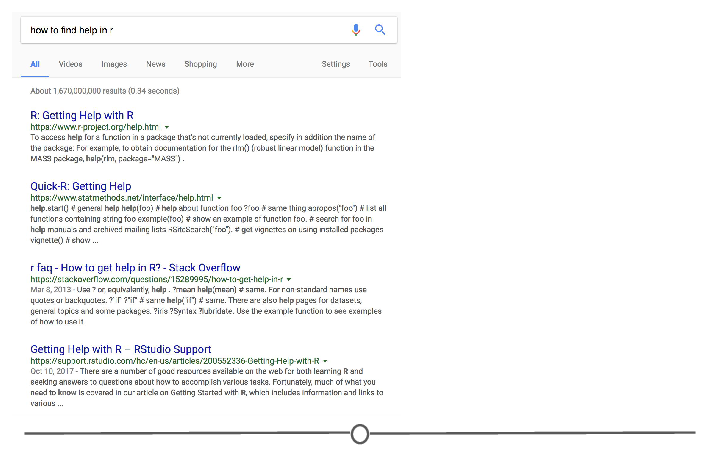 how to find help in r
All Videos Images News Shopping More Settings Tools
About 1,670,000,000 results (0.34 seconds)
R: Getting Help with R
https://www.r-project.org/help.html
To access help for a function in a package that's not currently loaded, specify in addition the name of
the package: For example, to obtain documentation for the rlm() (robust linear model) function in the
MASS package, help(rlm, package="MASS") .
Quick-R: Getting Help
https://www.statmethods.net/interface/help.html
help.start() # general help help(foo) # help about function foo ?foo # same thing apropos("foo") # list all
functions containing string foo example(foo) # show an example of function foo. # search for foo in
help manuals and archived mailing lists RSiteSearch("foo"). # get vignettes on using installed packages
vignette() # show ...
r faq - How to get help in R? - Stack Overflow
https://stackoverflow.com/questions/15289995/how-to-get-help-in-r
Mar 8, 2013 - Use ? or, equivalently, help . ?mean help(mean) # same. For non-standard names use
quotes or backquotes. ?`if` ?"if" # same help("if") # same. There are also help pages for datasets,
general topics and some packages. ?iris ?Syntax ?lubridate. Use the example function to see examples
of how to use it.
Getting Help with R – RStudio Support
https://support.rstudio.com/hc/en-us/articles/200552336-Getting-Help-with-R
Oct 10, 2017 - There are a number of good resources available on the web for both learning R and
seeking answers to questions about how to accomplish various tasks. Fortunately, much of what you
need to know is covered in our article on Getting Started with R, which includes information and links to
various ...